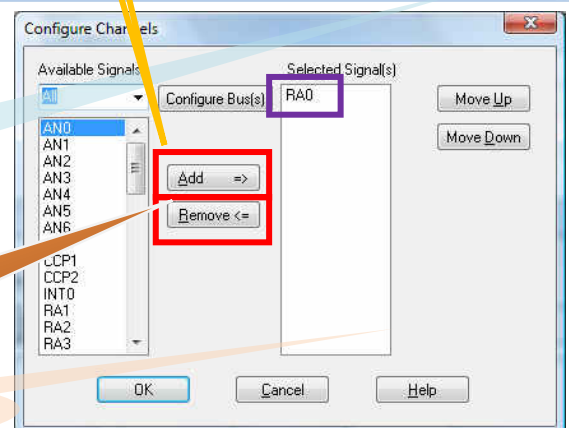 Configure Channels
Available Signals
Selected Signal(s)
All
Configure Bus(s)
RA0
Move Up
Move Down
AN0
AN1
AN2
AN3
AN4
AN5
AN6
CCP1
CCP2
INT0
RA1
RA2
RA3
Add =>
Remove <=
OK
Cancel
Help